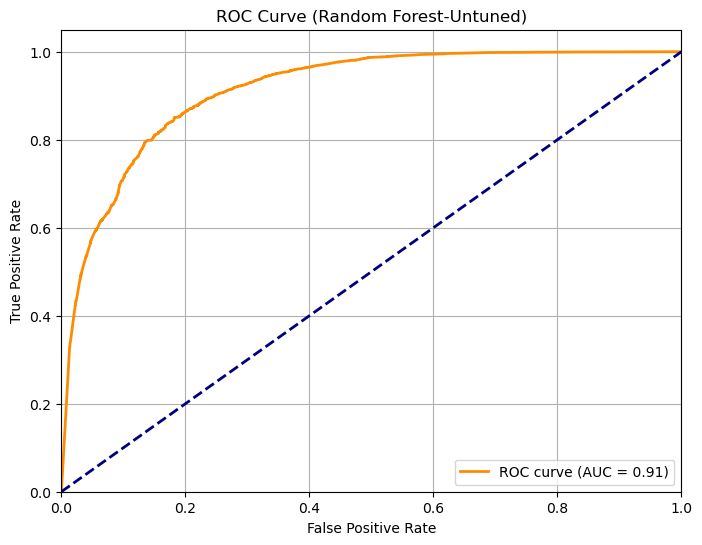 ROC Curve (Random Forest-Untuned)
True Positive Rate
1.0
0.8
0.6
0.4
0.2
0.0
ROC curve (AUC = 0.91)
0.0 0.2 0.4 0.6 0.8 1.0
False Positive Rate